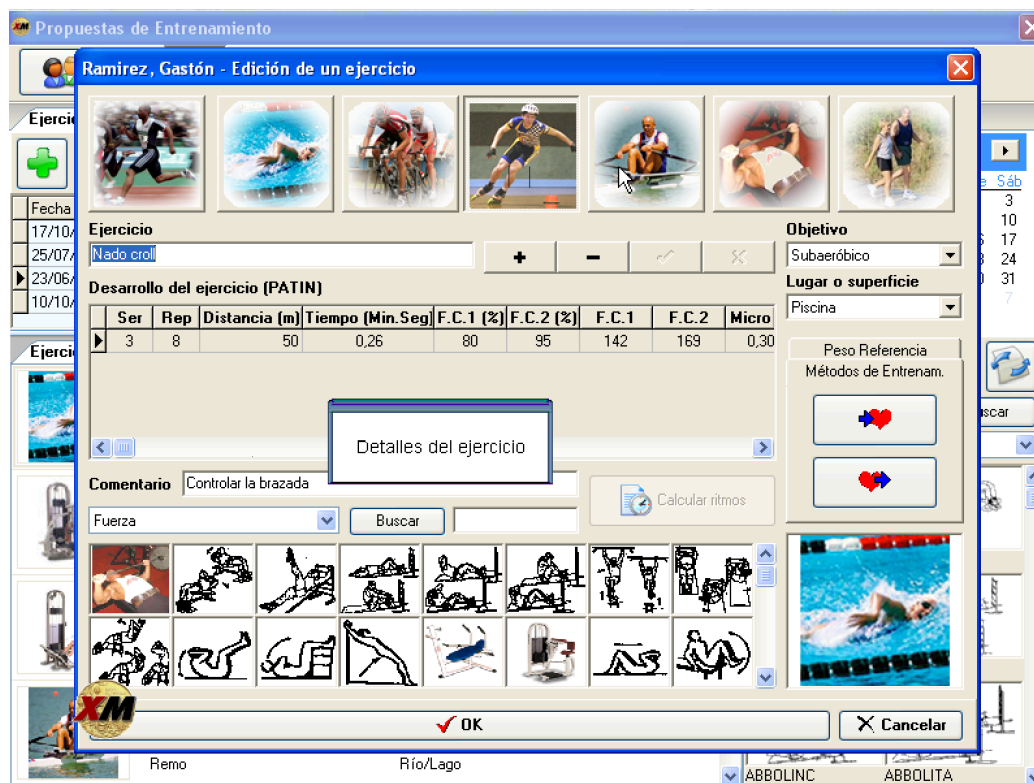 XM Propuestas de Entrenamiento
Ramirez, Gastón - Edición de un ejercicio
Ejercicio
Nado croll
+ -
Objetivo
Subaeróbico
Lugar o superficie
Piscina
Desarrollo del ejercicio (PATIN)
Ser Rep Distancia (m) Tiempo (Min.Seg) F.C.1 (%) F.C.2 (%) F.C.1 F.C.2 Micro
3 8 50 0,26 80 95 142 169 0,30
Peso Referencia
Métodos de Entrenam.
Detalles del ejercicio
Comentario Controlar la brazada
Calcular ritmos
Fuerza
Buscar
XM
OK
Cancelar
Fecha
17/10/
25/07/
23/06/
10/10/
Sáb
3
10
17
24
31
7
Remo Río/Lago
ABBOLINC ABBOLITA